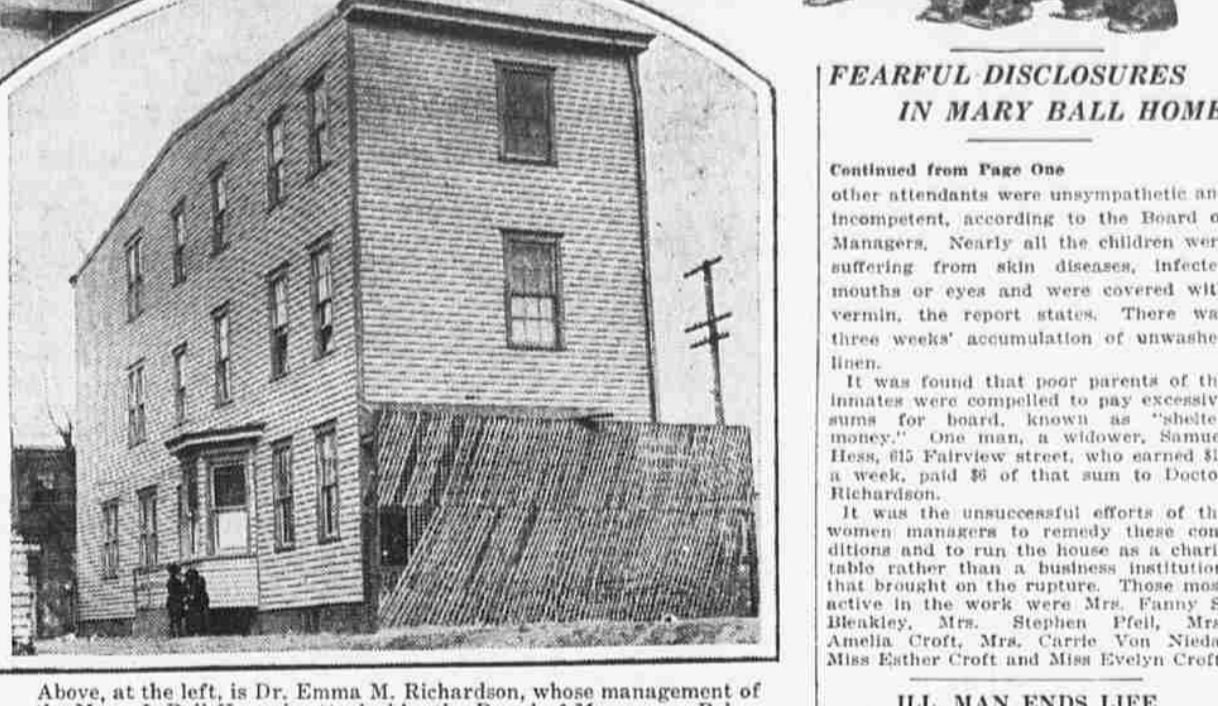 FEARFUL DISCLOSURES
IN MARY BALL HOME
Continued from Page One
other attendants were unsympathetic an
incompetent, according to the Board o
Managers. Nearly all the children wer
suffering from skin diseases, infecte
mouths or eyes and were covered wit
vermin, the report states. There wa
three weeks' accumulation of unwashe
linen.
It was found that poor parents of th
inmates were compelled to pay excessiv
sums for board, known as "shelte
money." One man, a widower, Samue
Hess, 615 Fairview street, who earned $1
a week, paid $6 of that sum to Docto
Richardson.
It was the unsuccessful efforts of th
women managers to remedy these con
ditions and to run the house as a chari
table rather than a business institution
that brought on the rupture. Those mos
active in the work were Mrs. Fanny S
Bleakley, Mrs. Stephen Pfeil, Mrs
Amelia Croft, Mrs. Carrie Von Nieda
Miss Esther Croft and Miss Evelyn Croft
ILL MAN ENDS LIFE
Above, at the left, is Dr. Emma M. Richardson, whose management of